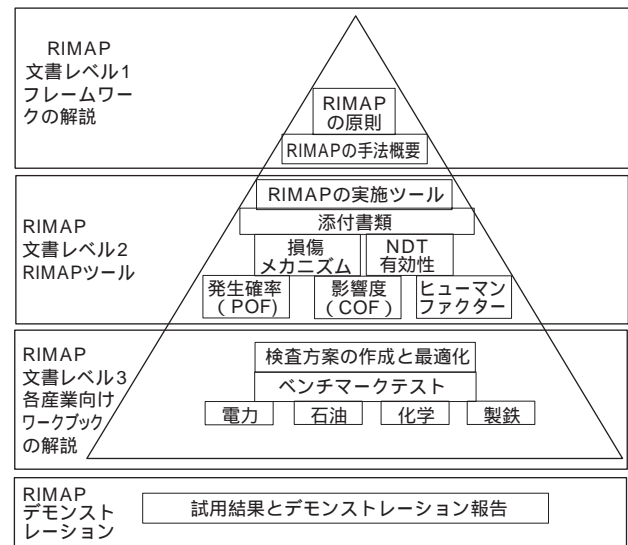 RIMAP
文書レベル1
フレームワー
クの解説
RIMAP
の原則
RIMAPの手法概要
RIMAP
文書レベル2
RIMAPツール
RIMAPの実施ツール
添付書類
損傷
メカニズム
NDT
有効性
発生確率
(POF)
影響度
(COF)
ヒューマン
ファクター
RIMAP
文書レベル3
各産業向け
ワークブック
の解説
検査方案の作成と最適化
ベンチマークテスト
電力
石油
化学
製鉄
RIMAP
デモンスト
レーション
試用結果とデモンストレーション報告